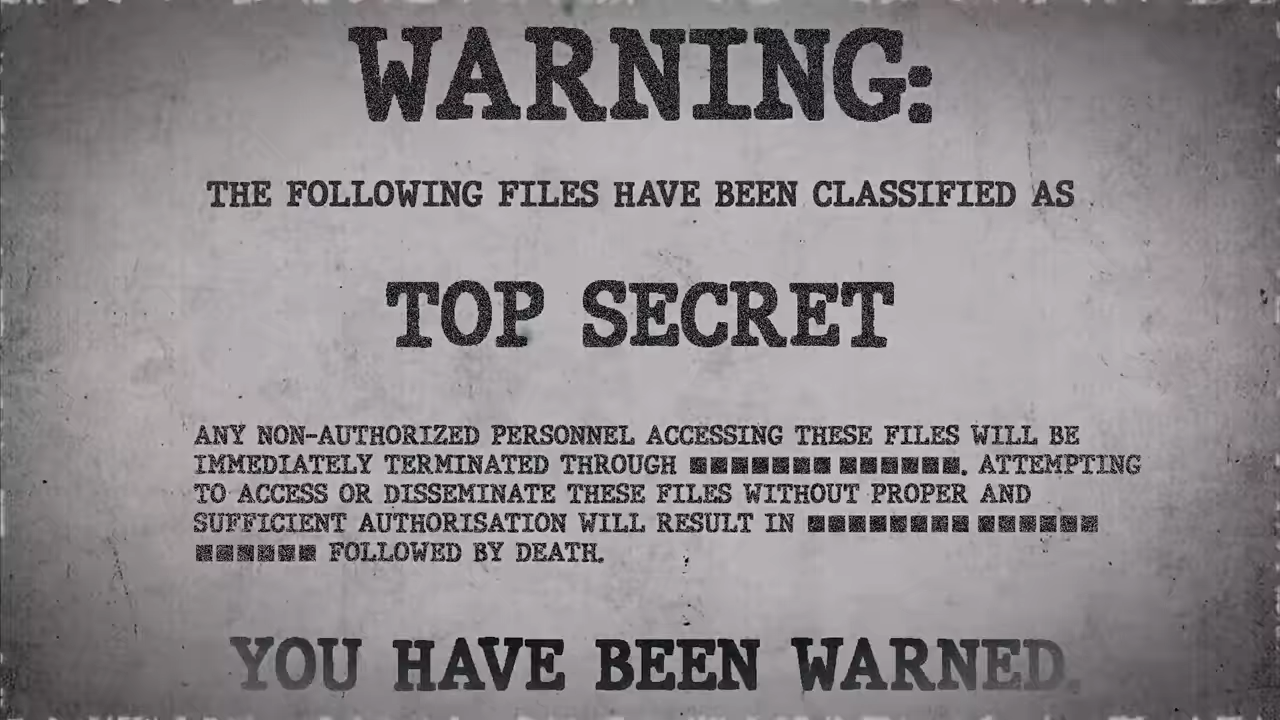 WARNING:
THE FOLLOWING FILES HAVE BEEN CLASSIFIED AS
TOP SECRET
ANY NON-AUTHORIZED PERSONNEL ACCESSING THESE FILES WILL BE
IMMEDIATELY TERMINATED THROUGH ■■■■■■■ ■■■■■■. ATTEMPTING
TO ACCESS OR DISSEMINATE THESE FILES WITHOUT PROPER AND
SUFFICIENT AUTHORISATION WILL RESULT IN ■■■■■■■■ ■■■■■■
■■■■■■ FOLLOWED BY DEATH.
YOU HAVE BEEN WARNED.